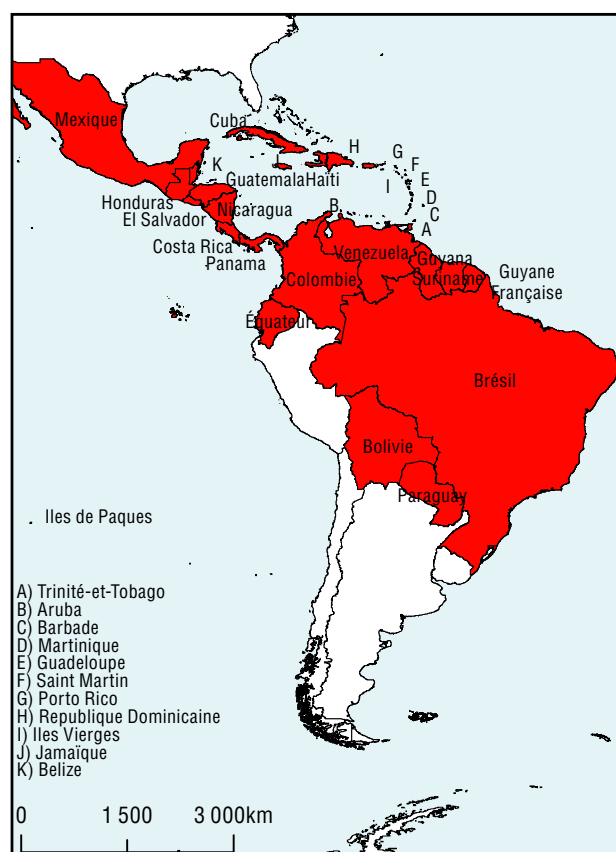 Mexique
Cuba
H
G
F
K
J
I
E
GuatemalaHaïti
D
Honduras
B
C
El Salvador
Nicaragua
A
Costa Rica
Venezuela
Guyana
Panama
Colombie
Suriname
Guyane
Française
Équateur
Brésil
Bolivie
Paraguay
Iles de Paques
A) Trinité-et-Tobago
B) Aruba
C) Barbade
D) Martinique
E) Guadeloupe
F) Saint Martin
G) Porto Rico
H) Republique Dominicaine
I) Iles Vierges
J) Jamaïque
K) Belize
0 1 500 3 000km